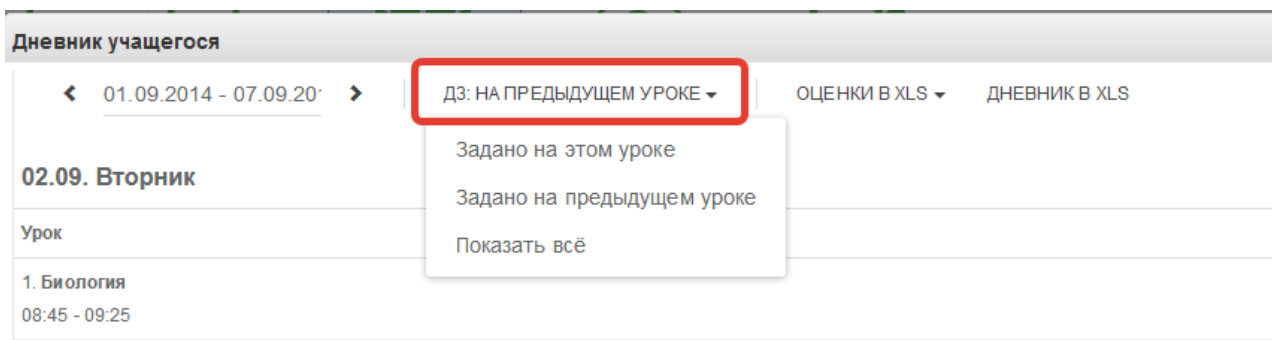 Дневник учащегося
01.09.2014 - 07.09.20
ДЗ: НА ПРЕДЫДУЩЕМ УРОКЕ
ОЦЕНКИ В XLS
ДНЕВНИК В XLS
Задано на этом уроке
02.09. Вторник
Задано на предыдущем уроке
Урок
Показать всё
1. Биология
08:45 - 09:25